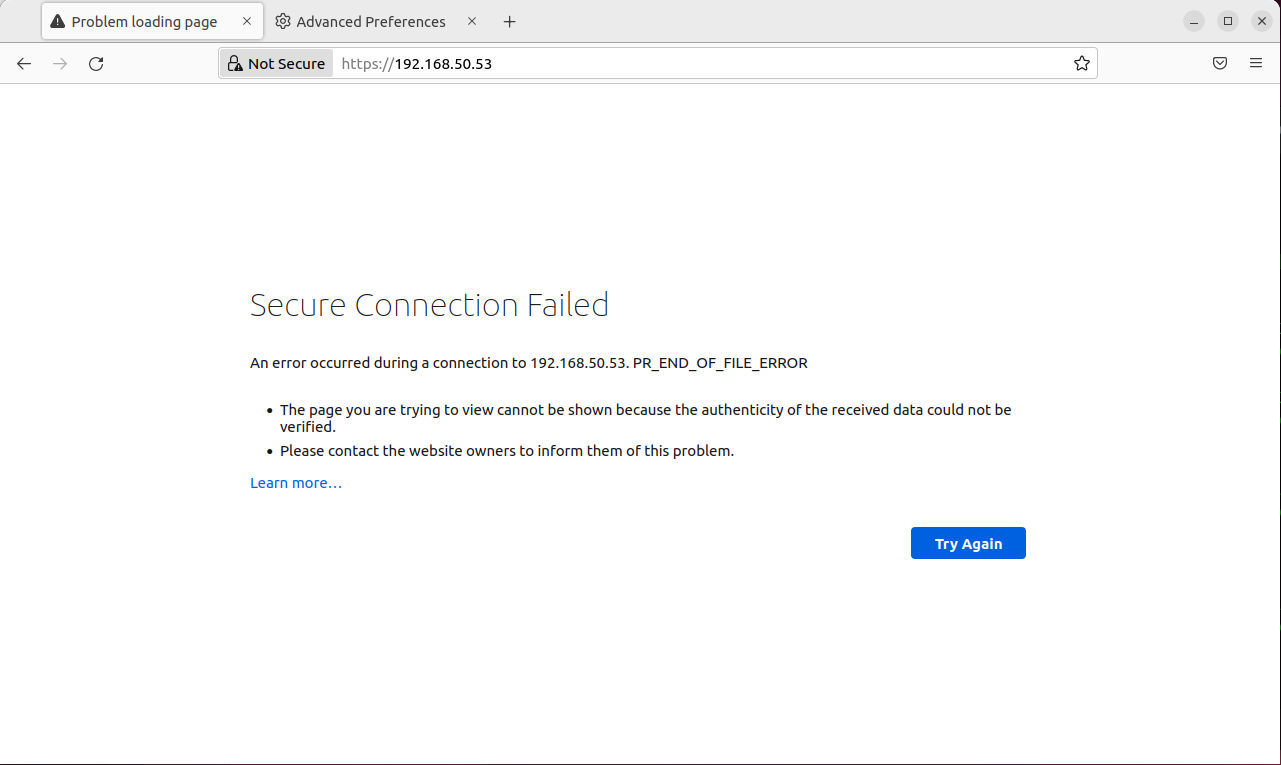 Problem loading page
Advanced Preferences
Not Secure https://192.168.50.53
Secure Connection Failed
An error occurred during a connection to 192.168.50.53. PR_END_OF_FILE_ERROR
The page you are trying to view cannot be shown because the authenticity of the received data could not be
verified.
Please contact the website owners to inform them of this problem.
Learn more…
Try Again